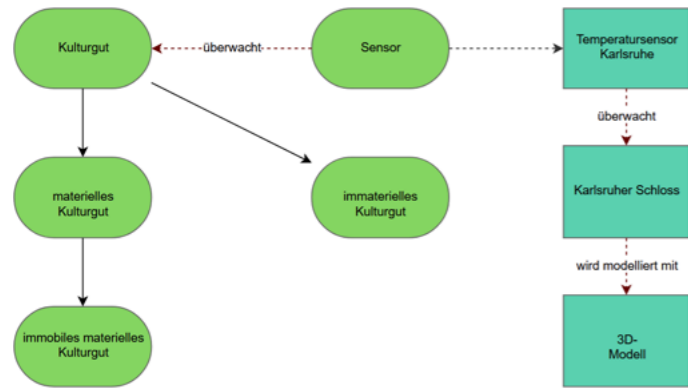 Kulturgut
überwacht
Sensor
Temperatursensor
Karlsruhe
überwacht
materielles
Kulturgut
immaterielles
Kulturgut
Karlsruher Schloss
wird modelliert mit
immobiles materielles
Kulturgut
3D-
Modell